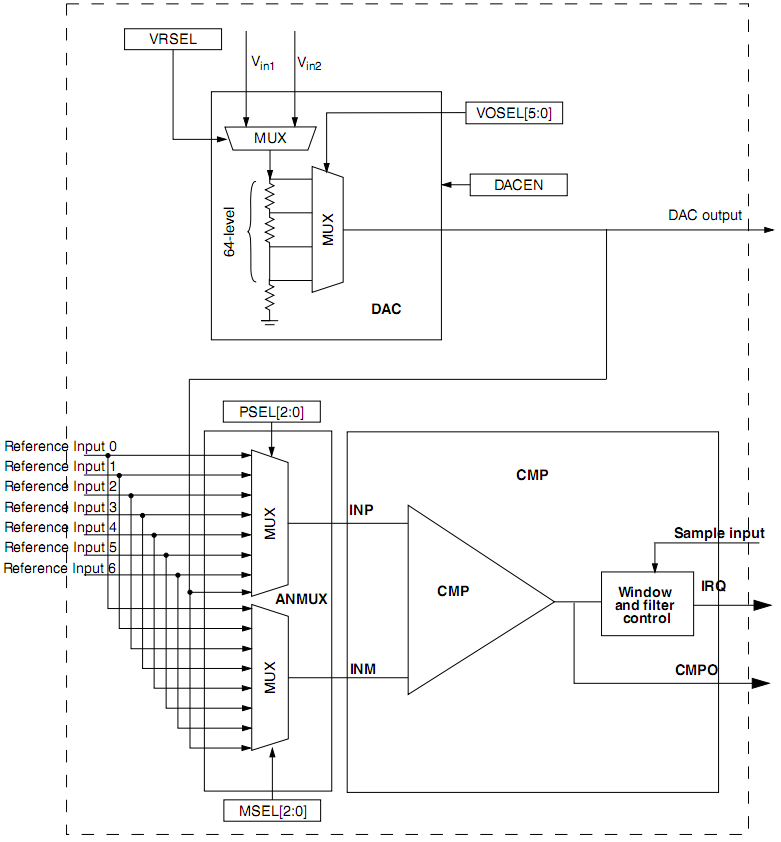 VRSEL
Vin1
Vin2
MUX
VOSEL[5:0]
DACEN
64-level
MUX
DAC output
DAC
PSEL[2:0]
Reference Input 0
Reference Input 1
Reference Input 2
Reference Input 3
Reference Input 4
Reference Input 5
Reference Input 6
MUX
INP
CMP
Sample input
CMP
Window
and filter
control
IRQ
ANMUX
MUX
INM
CMPO
MSEL[2:0]